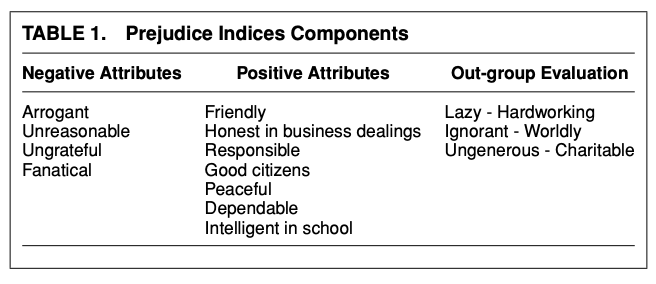 TABLE 1. Prejudice Indices Components
Negative Attributes Positive Attributes Out-group Evaluation
Arrogant Friendly Lazy - Hardworking
Unreasonable Honest in business dealings Ignorant - Worldly
Ungrateful Responsible Ungenerous - Charitable
Fanatical Good citizens
Peaceful
Dependable
Intelligent in school